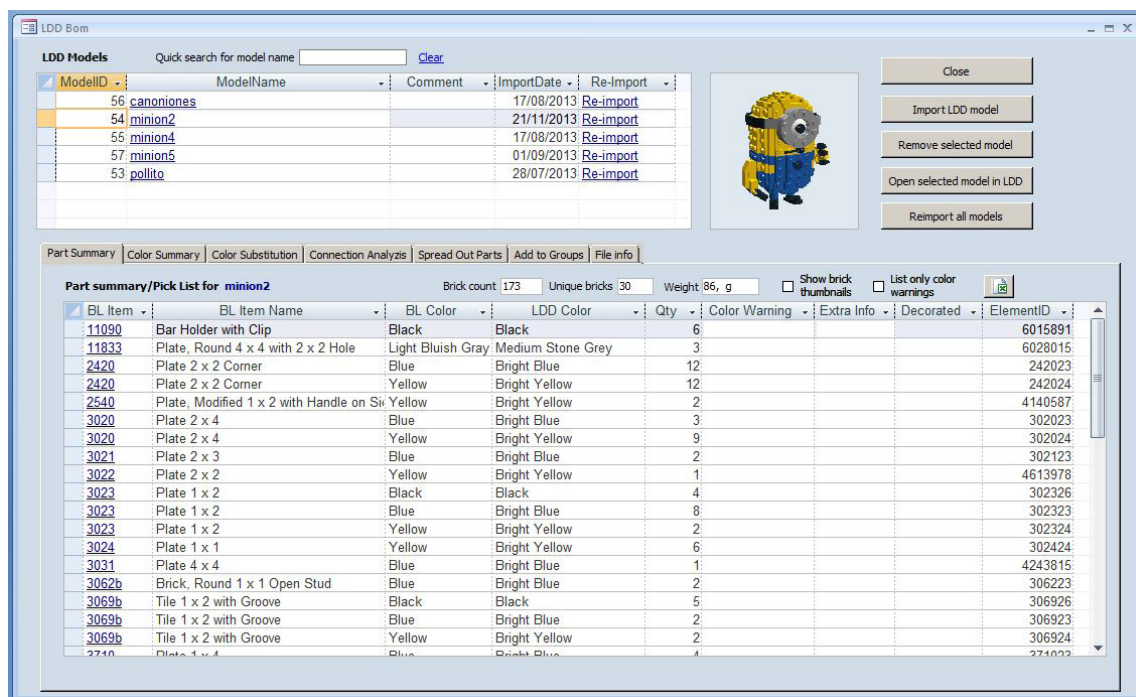 LDD Bom
LDD Models Quick search for model name Clear
ModelID ModelName Comment ImportDate Re-Import
56 canoniones 17/08/2013 Re-import
54 minion2 21/11/2013 Re-import
55 minion4 17/08/2013 Re-import
57 minion5 01/09/2013 Re-import
53 pollito 28/07/2013 Re-import
Close
Import LDD model
Remove selected model
Open selected model in LDD
Reimport all models
Part Summary Color Summary Color Substitution Connection Analyzis Spread Out Parts Add to Groups File info
Part summary/Pick List for minion2 Brick count 173 Unique bricks 30 Weight 86, g Show brick thumbnails List only color warnings
BL Item BL Item Name BL Color LDD Color Qty Color Warning Extra Info Decorated ElementID
11090 Bar Holder with Clip Black Black 6 6015891
11833 Plate, Round 4 x 4 with 2 x 2 Hole Light Bluish Gray Medium Stone Grey 3 6028015
2420 Plate 2 x 2 Corner Blue Bright Blue 12 242023
2420 Plate 2 x 2 Corner Yellow Bright Yellow 12 242024
2540 Plate, Modified 1 x 2 with Handle on Si Yellow Bright Yellow 2 4140587
3020 Plate 2 x 4 Blue Bright Blue 3 302023
3020 Plate 2 x 4 Yellow Bright Yellow 9 302024
3021 Plate 2 x 3 Blue Bright Blue 2 302123
3022 Plate 2 x 2 Yellow Bright Yellow 1 4613978
3023 Plate 1 x 2 Black Black 4 302326
3023 Plate 1 x 2 Blue Bright Blue 8 302323
3023 Plate 1 x 2 Yellow Bright Yellow 2 302324
3024 Plate 1 x 1 Yellow Bright Yellow 6 302424
3031 Plate 4 x 4 Blue Bright Blue 1 4243815
3062b Brick, Round 1 x 1 Open Stud Blue Bright Blue 2 306223
3069b Tile 1 x 2 with Groove Black Black 5 306926
3069b Tile 1 x 2 with Groove Blue Bright Blue 2 306923
3069b Tile 1 x 2 with Groove Yellow Bright Yellow 2 306924
3710 Plate 1 x 4 Blue Bright Blue 4 371023